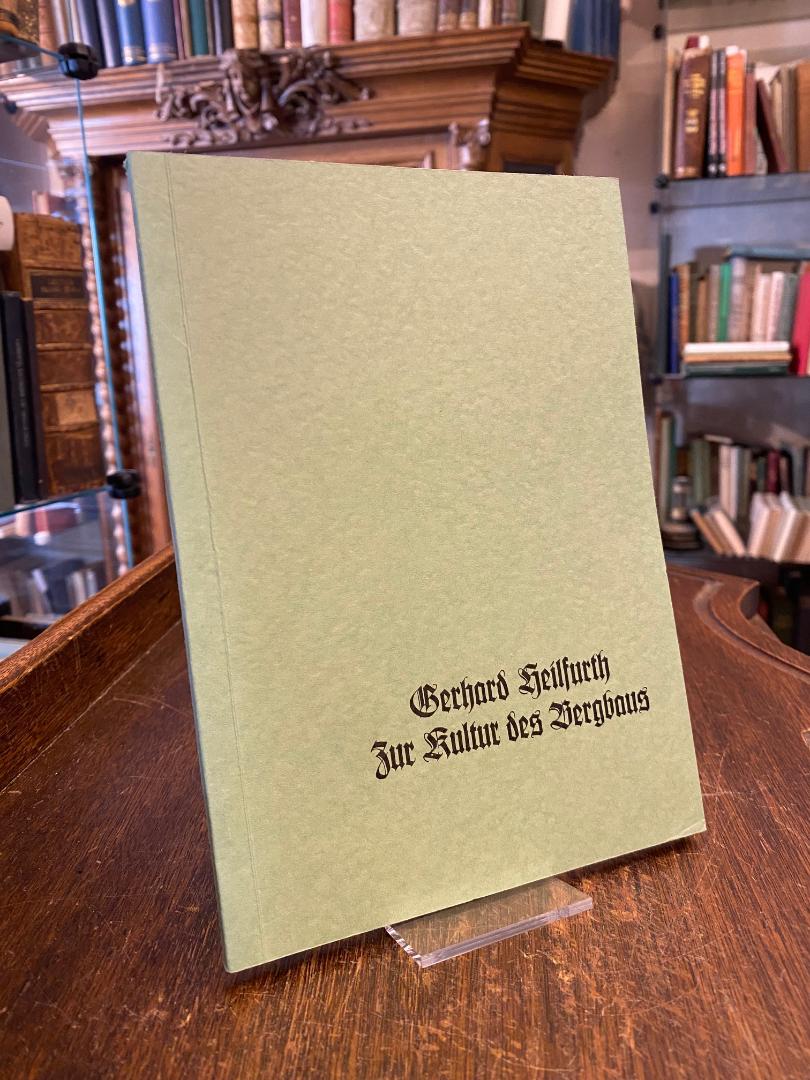 Gerhard Heilfurth
Zur Kultur des Bergbaus